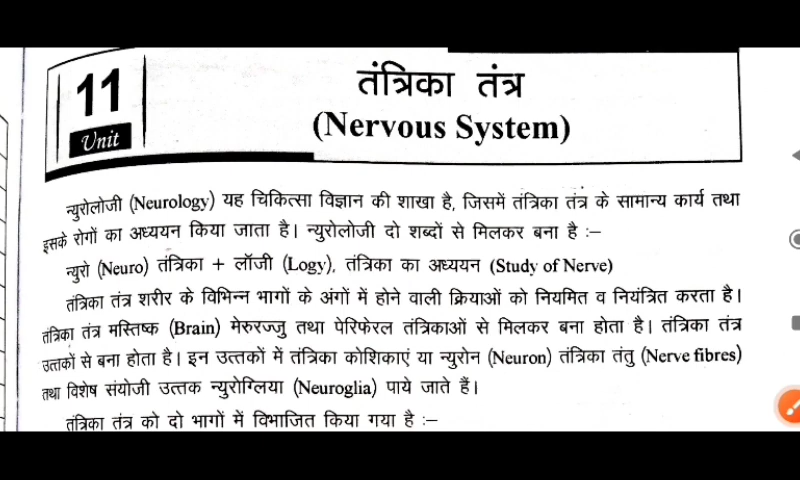 11
Unit
तंत्रिका तंत्र
(Nervous System)
न्युरोलोजी (Neurology) यह चिकित्सा विज्ञान की शाखा है, जिसमें तंत्रिका तंत्र के सामान्य कार्य तथा
इसके रोगों का अध्ययन किया जाता है। न्युरोलोजी दो शब्दों से मिलकर बना है :–
न्युरो (Neuro) तंत्रिका + लॉजी (Logy), तंत्रिका का अध्ययन (Study of Nerve)
तंत्रिका तंत्र शरीर के विभिन्न भागों के अंगों में होने वाली क्रियाओं को नियमित व नियंत्रित करता है।
तंत्रिका तंत्र मस्तिष्क (Brain) मेरुरज्जु तथा पेरिफेरल तंत्रिकाओं से मिलकर बना होता है। तंत्रिका तंत्र
उत्तकों से बना होता है। इन उत्तकों में तंत्रिका कोशिकाएं या न्युरोन (Neuron) तंत्रिका तंतु (Nerve fibres)
तथा विशेष संयोजी उत्तक न्युरोग्लिया (Neuroglia) पाये जाते हैं।
तंत्रिका तंत्र को दो भागों में विभाजित किया गया है :–